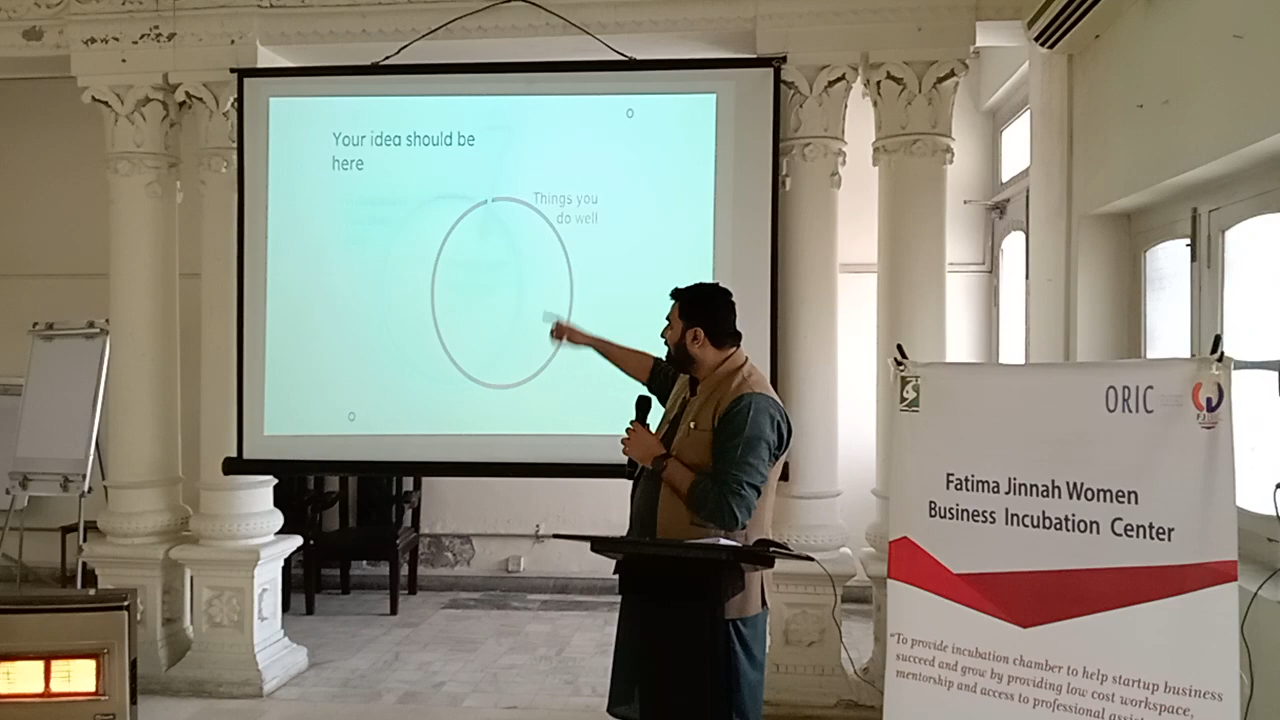 Your idea should be
here
Things you
do well
ORIC
Fatima Jinnah Women
Business Incubation Center
"To provide incubation chamber to help startup business
succeed and grow by providing low cost workspace,
mentorship and access to professional